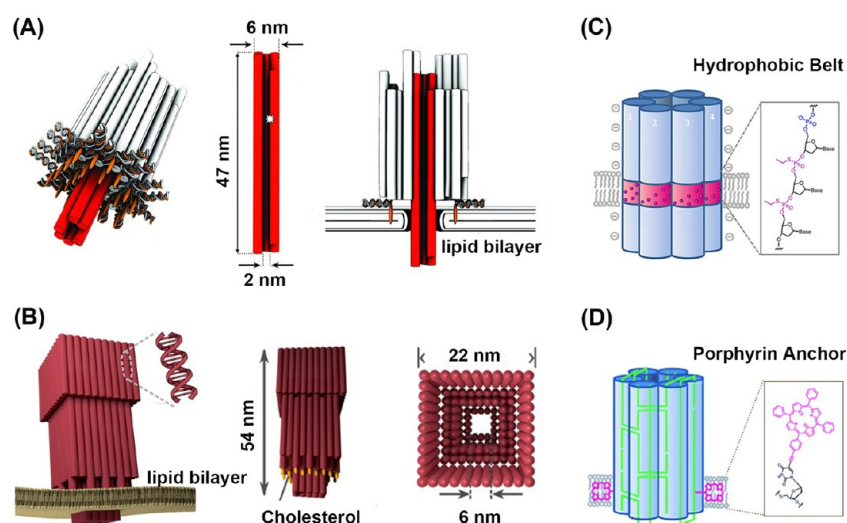 (A)
6 nm
47 nm
2 nm
lipid bilayer
(B)
lipid bilayer
54 nm
Cholesterol
22 nm
6 nm
(C)
Hydrophobic Belt
1 2 3 4
Base
Base
Base
(D)
Porphyrin Anchor